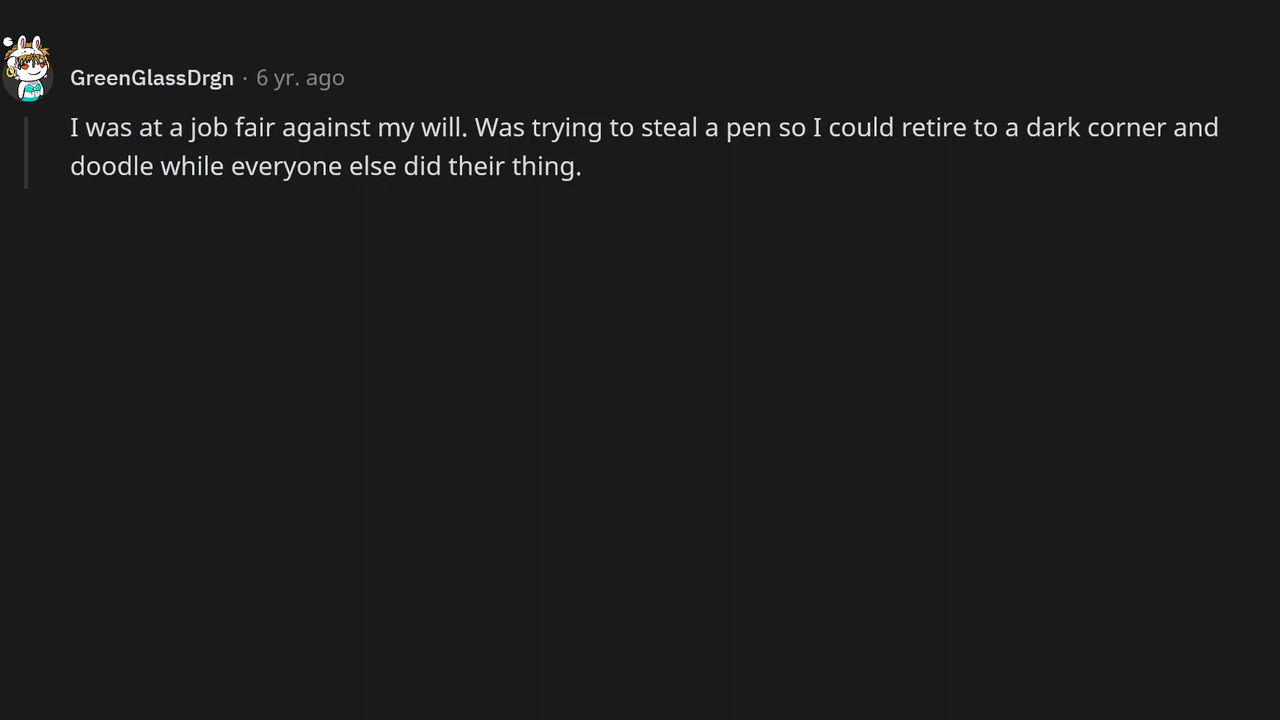 GreenGlassDrgn · 6 yr. ago
I was at a job fair against my will. Was trying to steal a pen so I could retire to a dark corner and
doodle while everyone else did their thing.